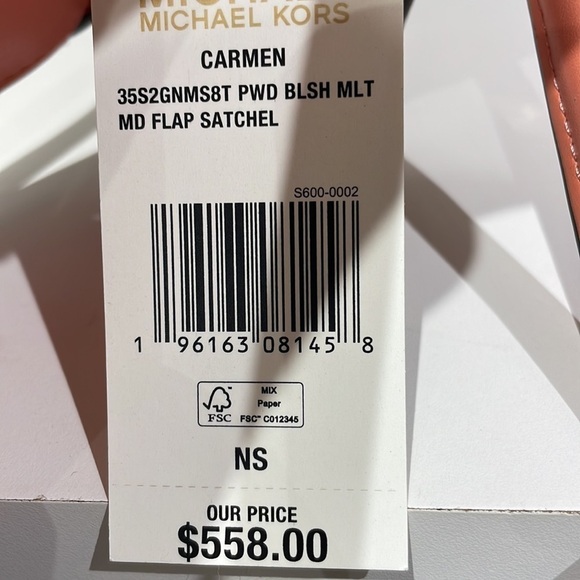 MICHAEL KORS
CARMEN
35S2GNMS8T PWD BLSH MLT
MD FLAP SATCHEL
S600-0002
1 96163 08145 8
FSC
MIX
Paper
FSC™ C012345
NS
OUR PRICE
$558.00